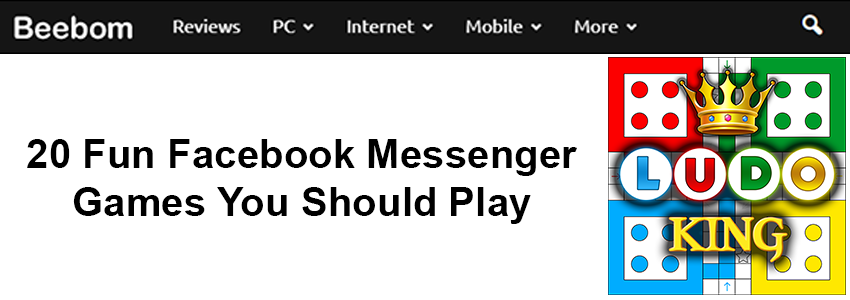 Beebom Reviews PC Internet Mobile More
20 Fun Facebook Messenger
Games You Should Play
LUDO
KING